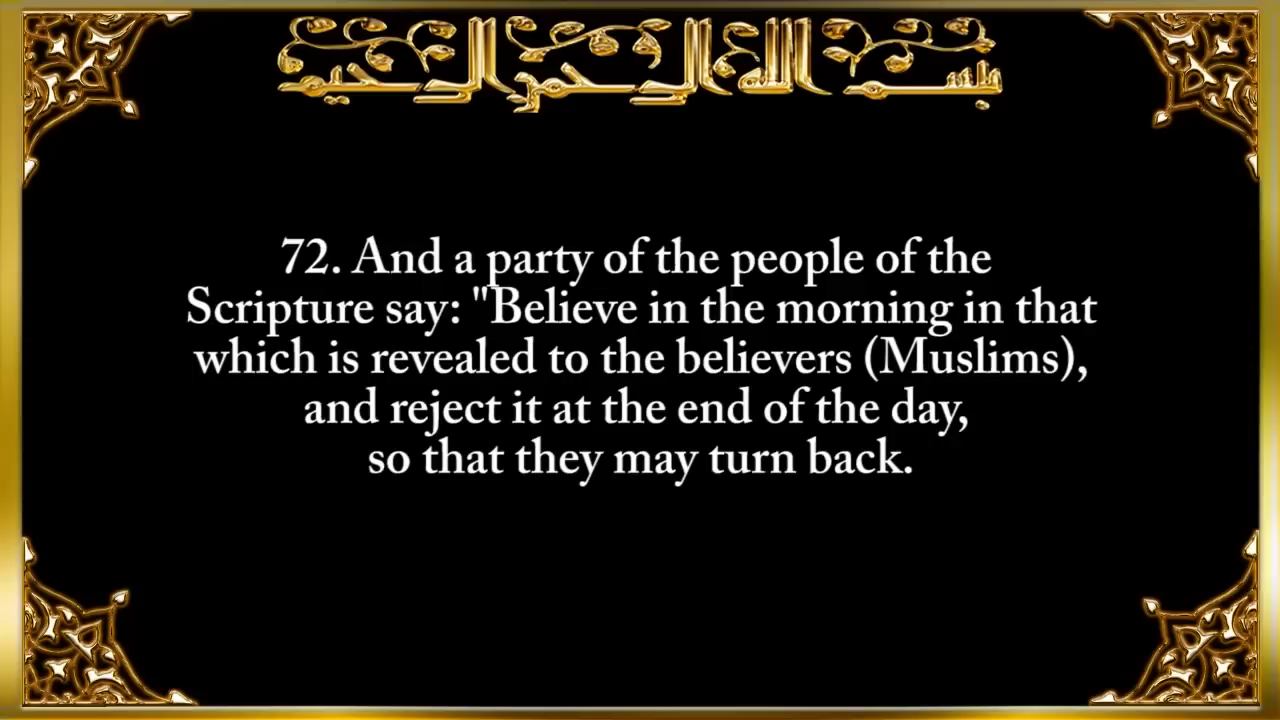 بسم الله الرحمن الرحيم
72. And a party of the people of the
Scripture say: "Believe in the morning in that
which is revealed to the believers (Muslims),
and reject it at the end of the day,
so that they may turn back.